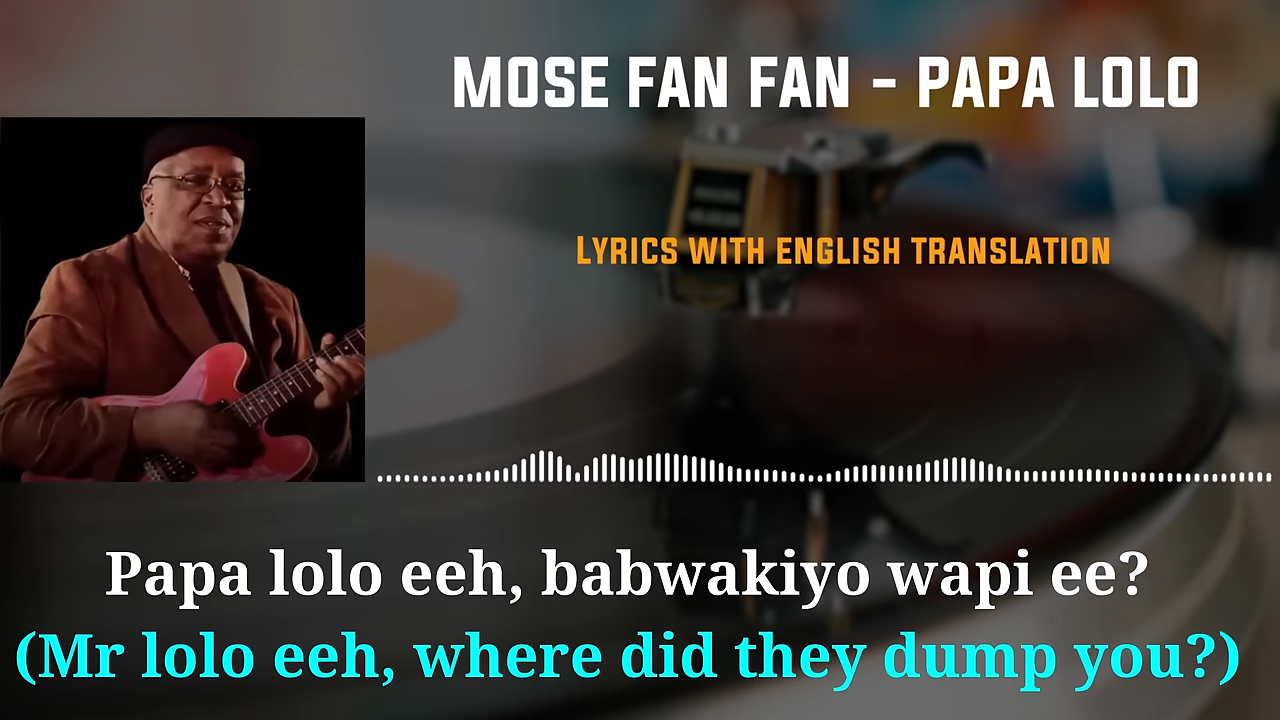 MOSE FAN FAN - PAPA LOLO
LYRICS WITH ENGLISH TRANSLATION
Papa lolo eeh, babwakiyo wapi ee?
(Mr lolo eeh, where did they dump you?)